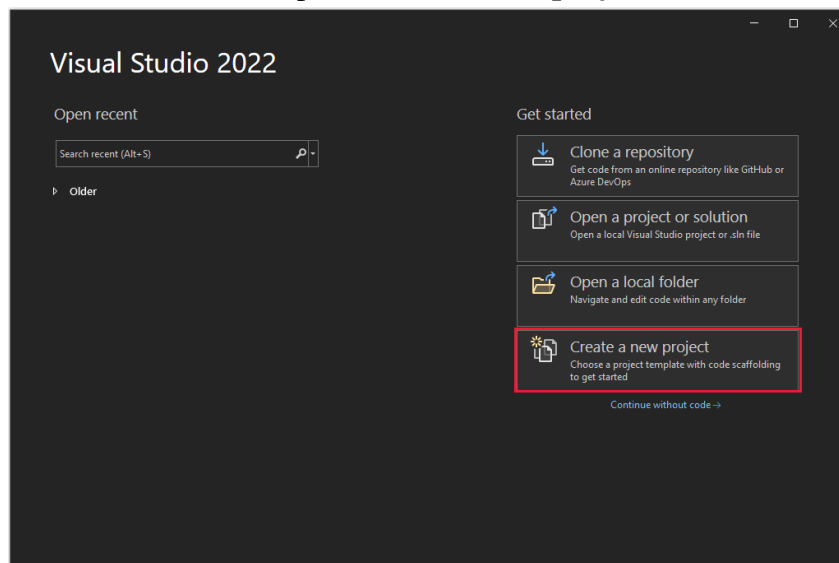 Visual Studio 2022
Open recent
Search recent (Alt+S)
Older
Get started
Clone a repository
Get code from an online repository like GitHub or
Azure DevOps
Open a project or solution
Open a local Visual Studio project or .sln file
Open a local folder
Navigate and edit code within any folder
Create a new project
Choose a project template with code scaffolding
to get started
Continue without code →